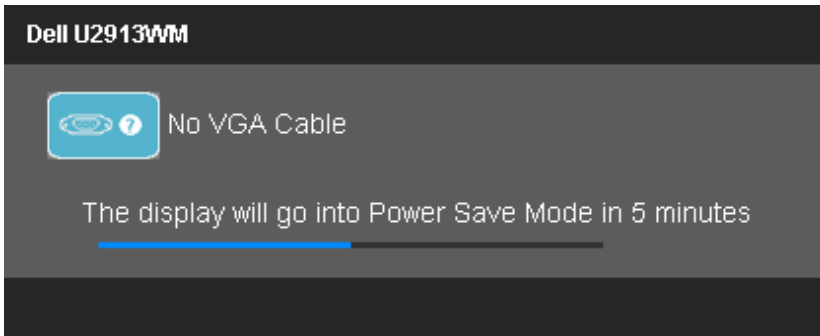 Dell U2913WM
? No VGA Cable
The display will go into Power Save Mode in 5 minutes